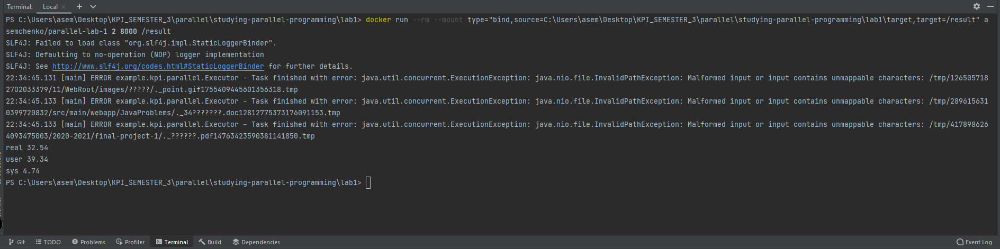 Terminal: Local × +
PS C:\Users\asem\Desktop\KPI_SEMESTER_3\parallel\studying-parallel-programming\lab1> docker run --rm --mount type="bind,source=C:\Users\asem\Desktop\KPI_SEMESTER_3\parallel\studying-parallel-programming\lab1\target,target=/result" a
semchenko/parallel-lab-1 2 8000 /result
SLF4J: Failed to load class "org.slf4j.impl.StaticLoggerBinder".
SLF4J: Defaulting to no-operation (NOP) logger implementation
SLF4J: See http://www.slf4j.org/codes.html#StaticLoggerBinder for further details.
22:34:45.131 [main] ERROR example.kpi.parallel.Executor - Task finished with error: java.util.concurrent.ExecutionException: java.nio.file.InvalidPathException: Malformed input or input contains unmappable characters: /tmp/126505718
2702033379/11/WebRoot/images/?????/._point.gif1755409445601356318.tmp
22:34:45.133 [main] ERROR example.kpi.parallel.Executor - Task finished with error: java.util.concurrent.ExecutionException: java.nio.file.InvalidPathException: Malformed input or input contains unmappable characters: /tmp/289615631
0399720832/src/main/webapp/JavaProblems/._34???????.doc12812775373176091153.tmp
22:34:45.133 [main] ERROR example.kpi.parallel.Executor - Task finished with error: java.util.concurrent.ExecutionException: java.nio.file.InvalidPathException: Malformed input or input contains unmappable characters: /tmp/417898626
4093475003/2020-2021/final-project-1/._??????.pdf14763423590381141850.tmp
real 32.54
user 39.34
sys 4.74
PS C:\Users\asem\Desktop\KPI_SEMESTER_3\parallel\studying-parallel-programming\lab1>
Git TODO Problems Profiler Terminal Build Dependencies Event Log